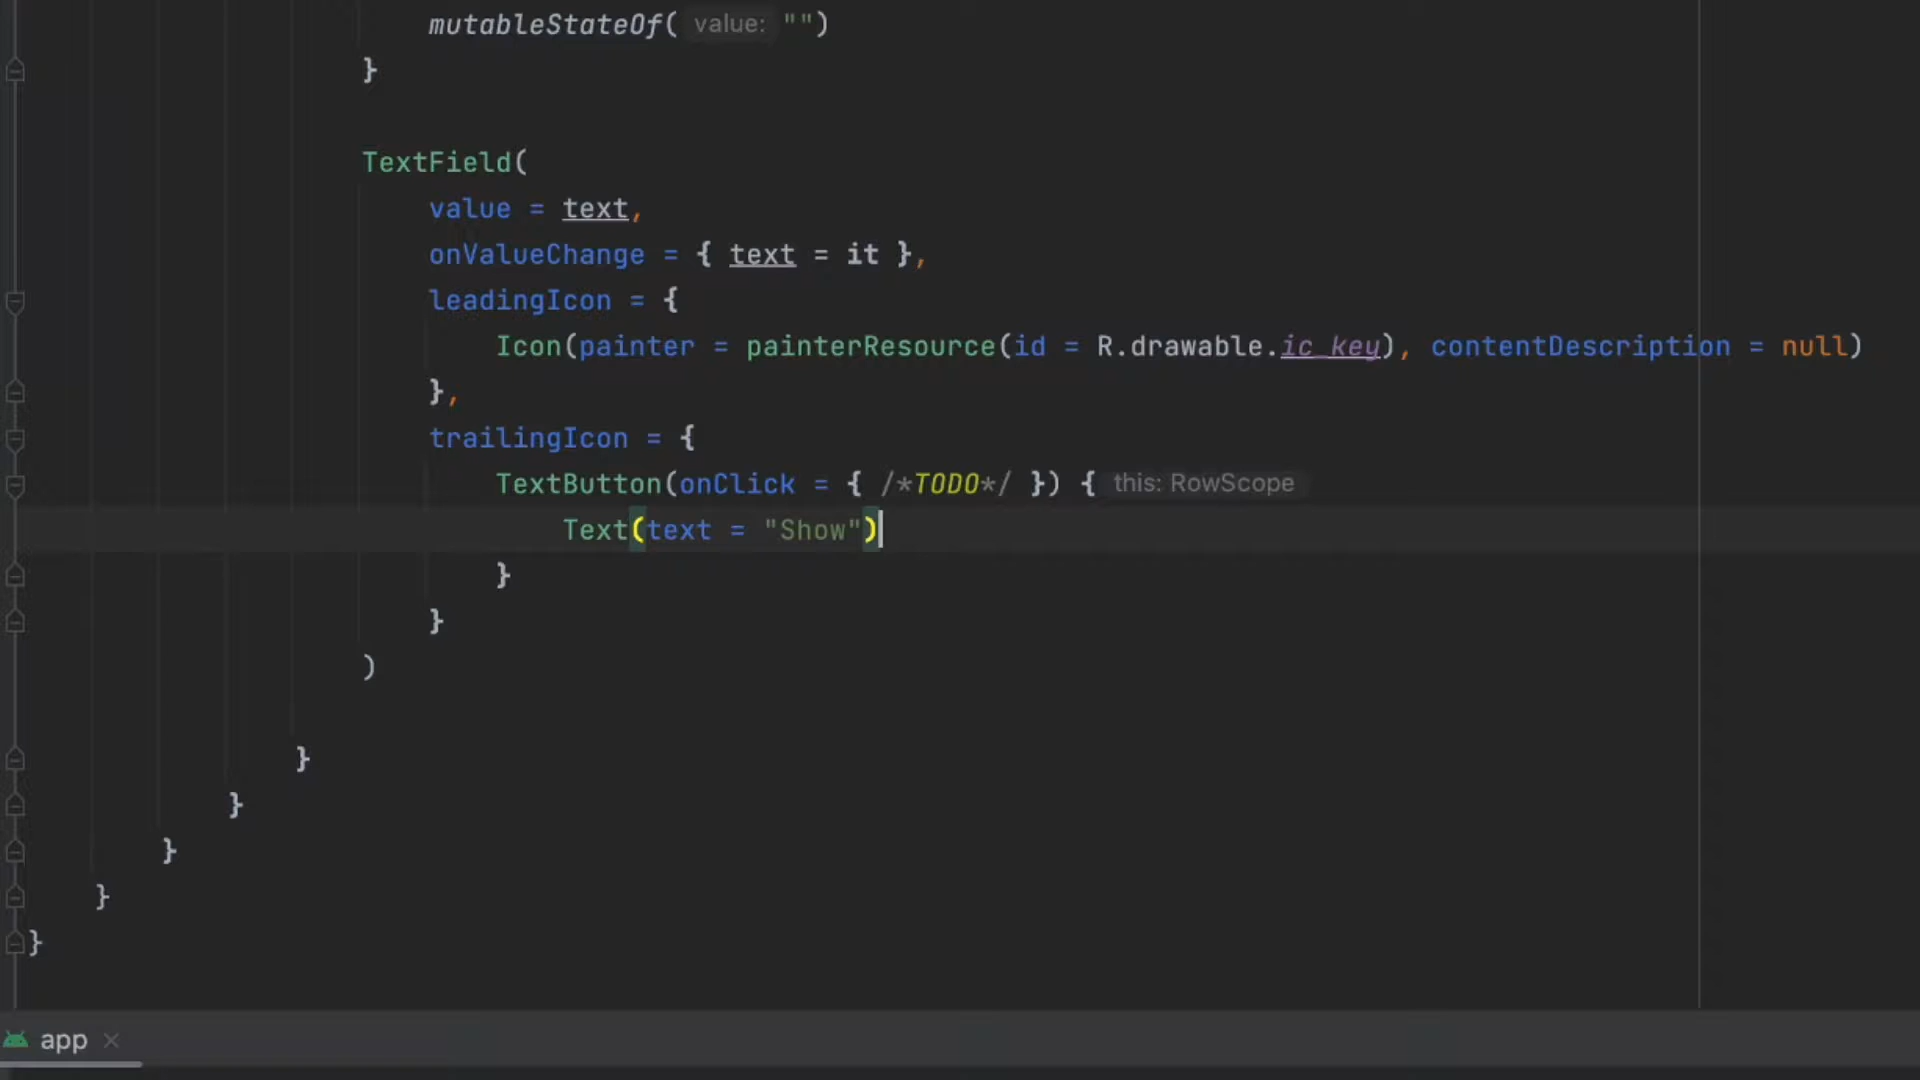 mutableStateOf( value: "")
}
TextField(
value = text,
onValueChange = { text = it },
leadingIcon = {
Icon(painter = painterResource(id = R.drawable.ic_key), contentDescription = null)
},
trailingIcon = {
TextButton(onClick = { /*TODO*/ }) { this: RowScope
Text(text = "Show")
}
}
)
}
}
}
}
}
app ×